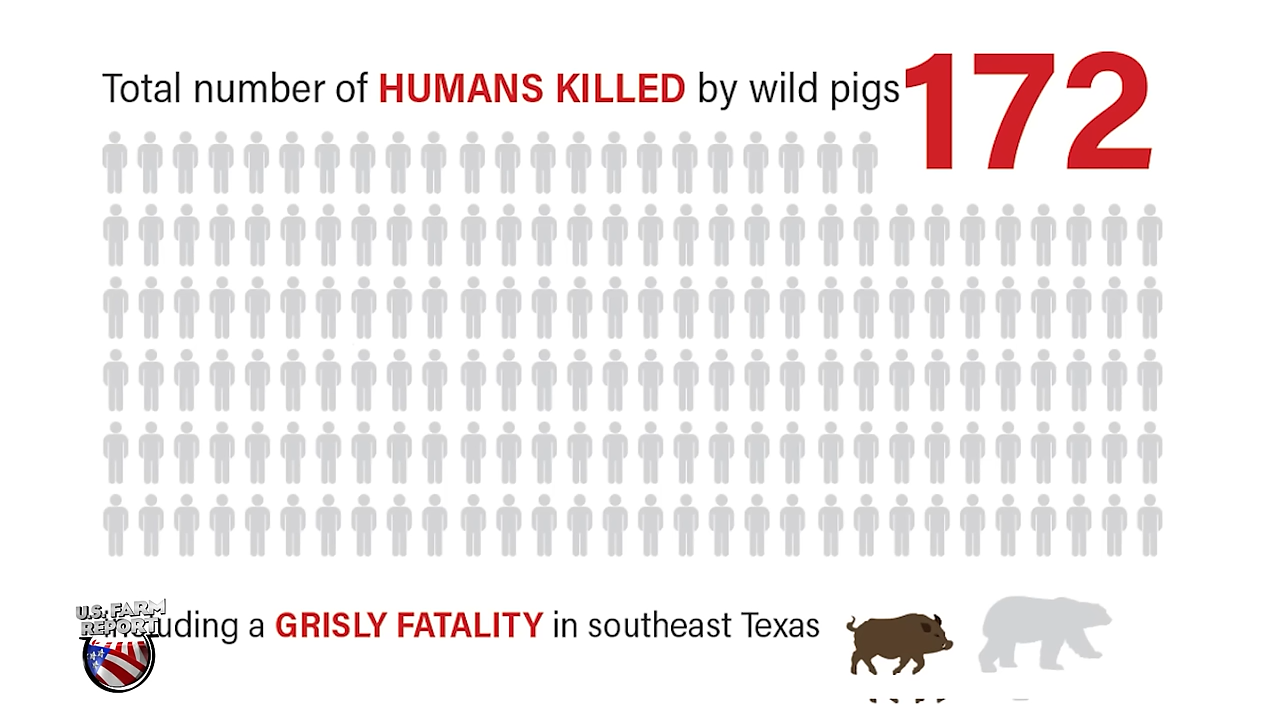 Total number of HUMANS KILLED by wild pigs
172
uding a GRISLY FATALITY in southeast Texas
U.S. FARM
REPORT